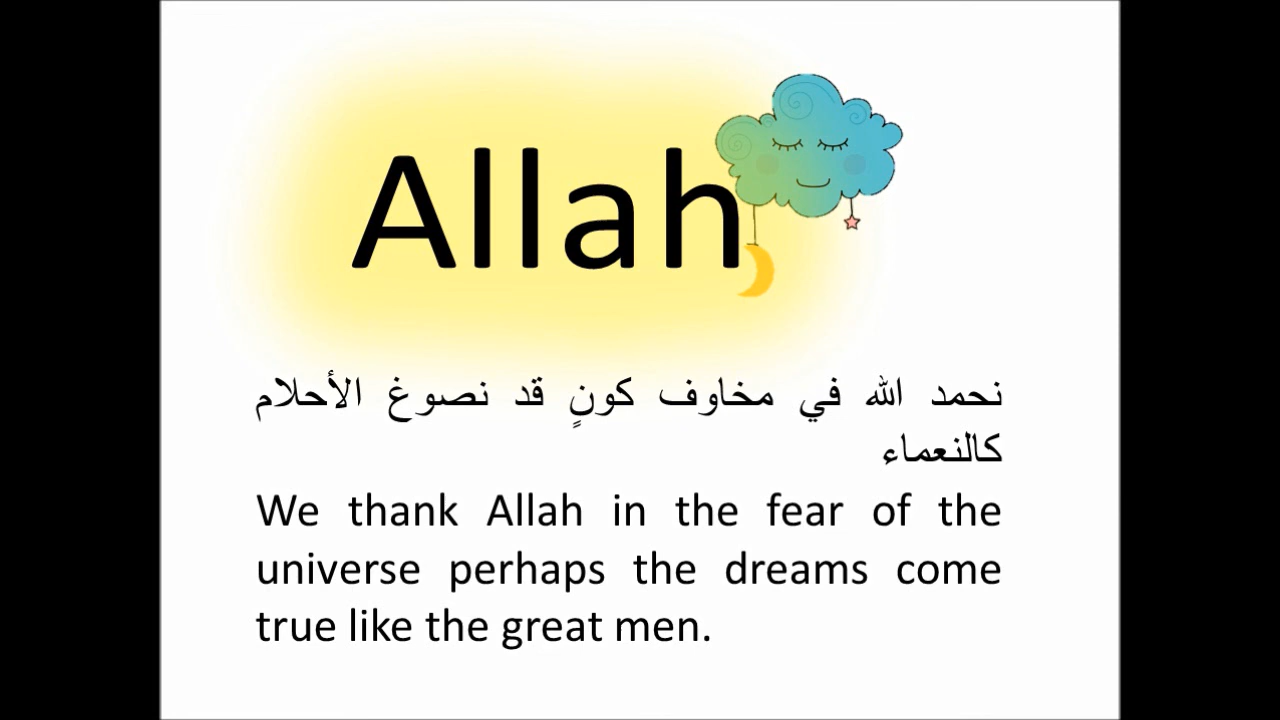 Allah
نحمد الله في مخاوف كونٍ قد نصوغ الأحلام
كالنعماء
We thank Allah in the fear of the
universe perhaps the dreams come
true like the great men.